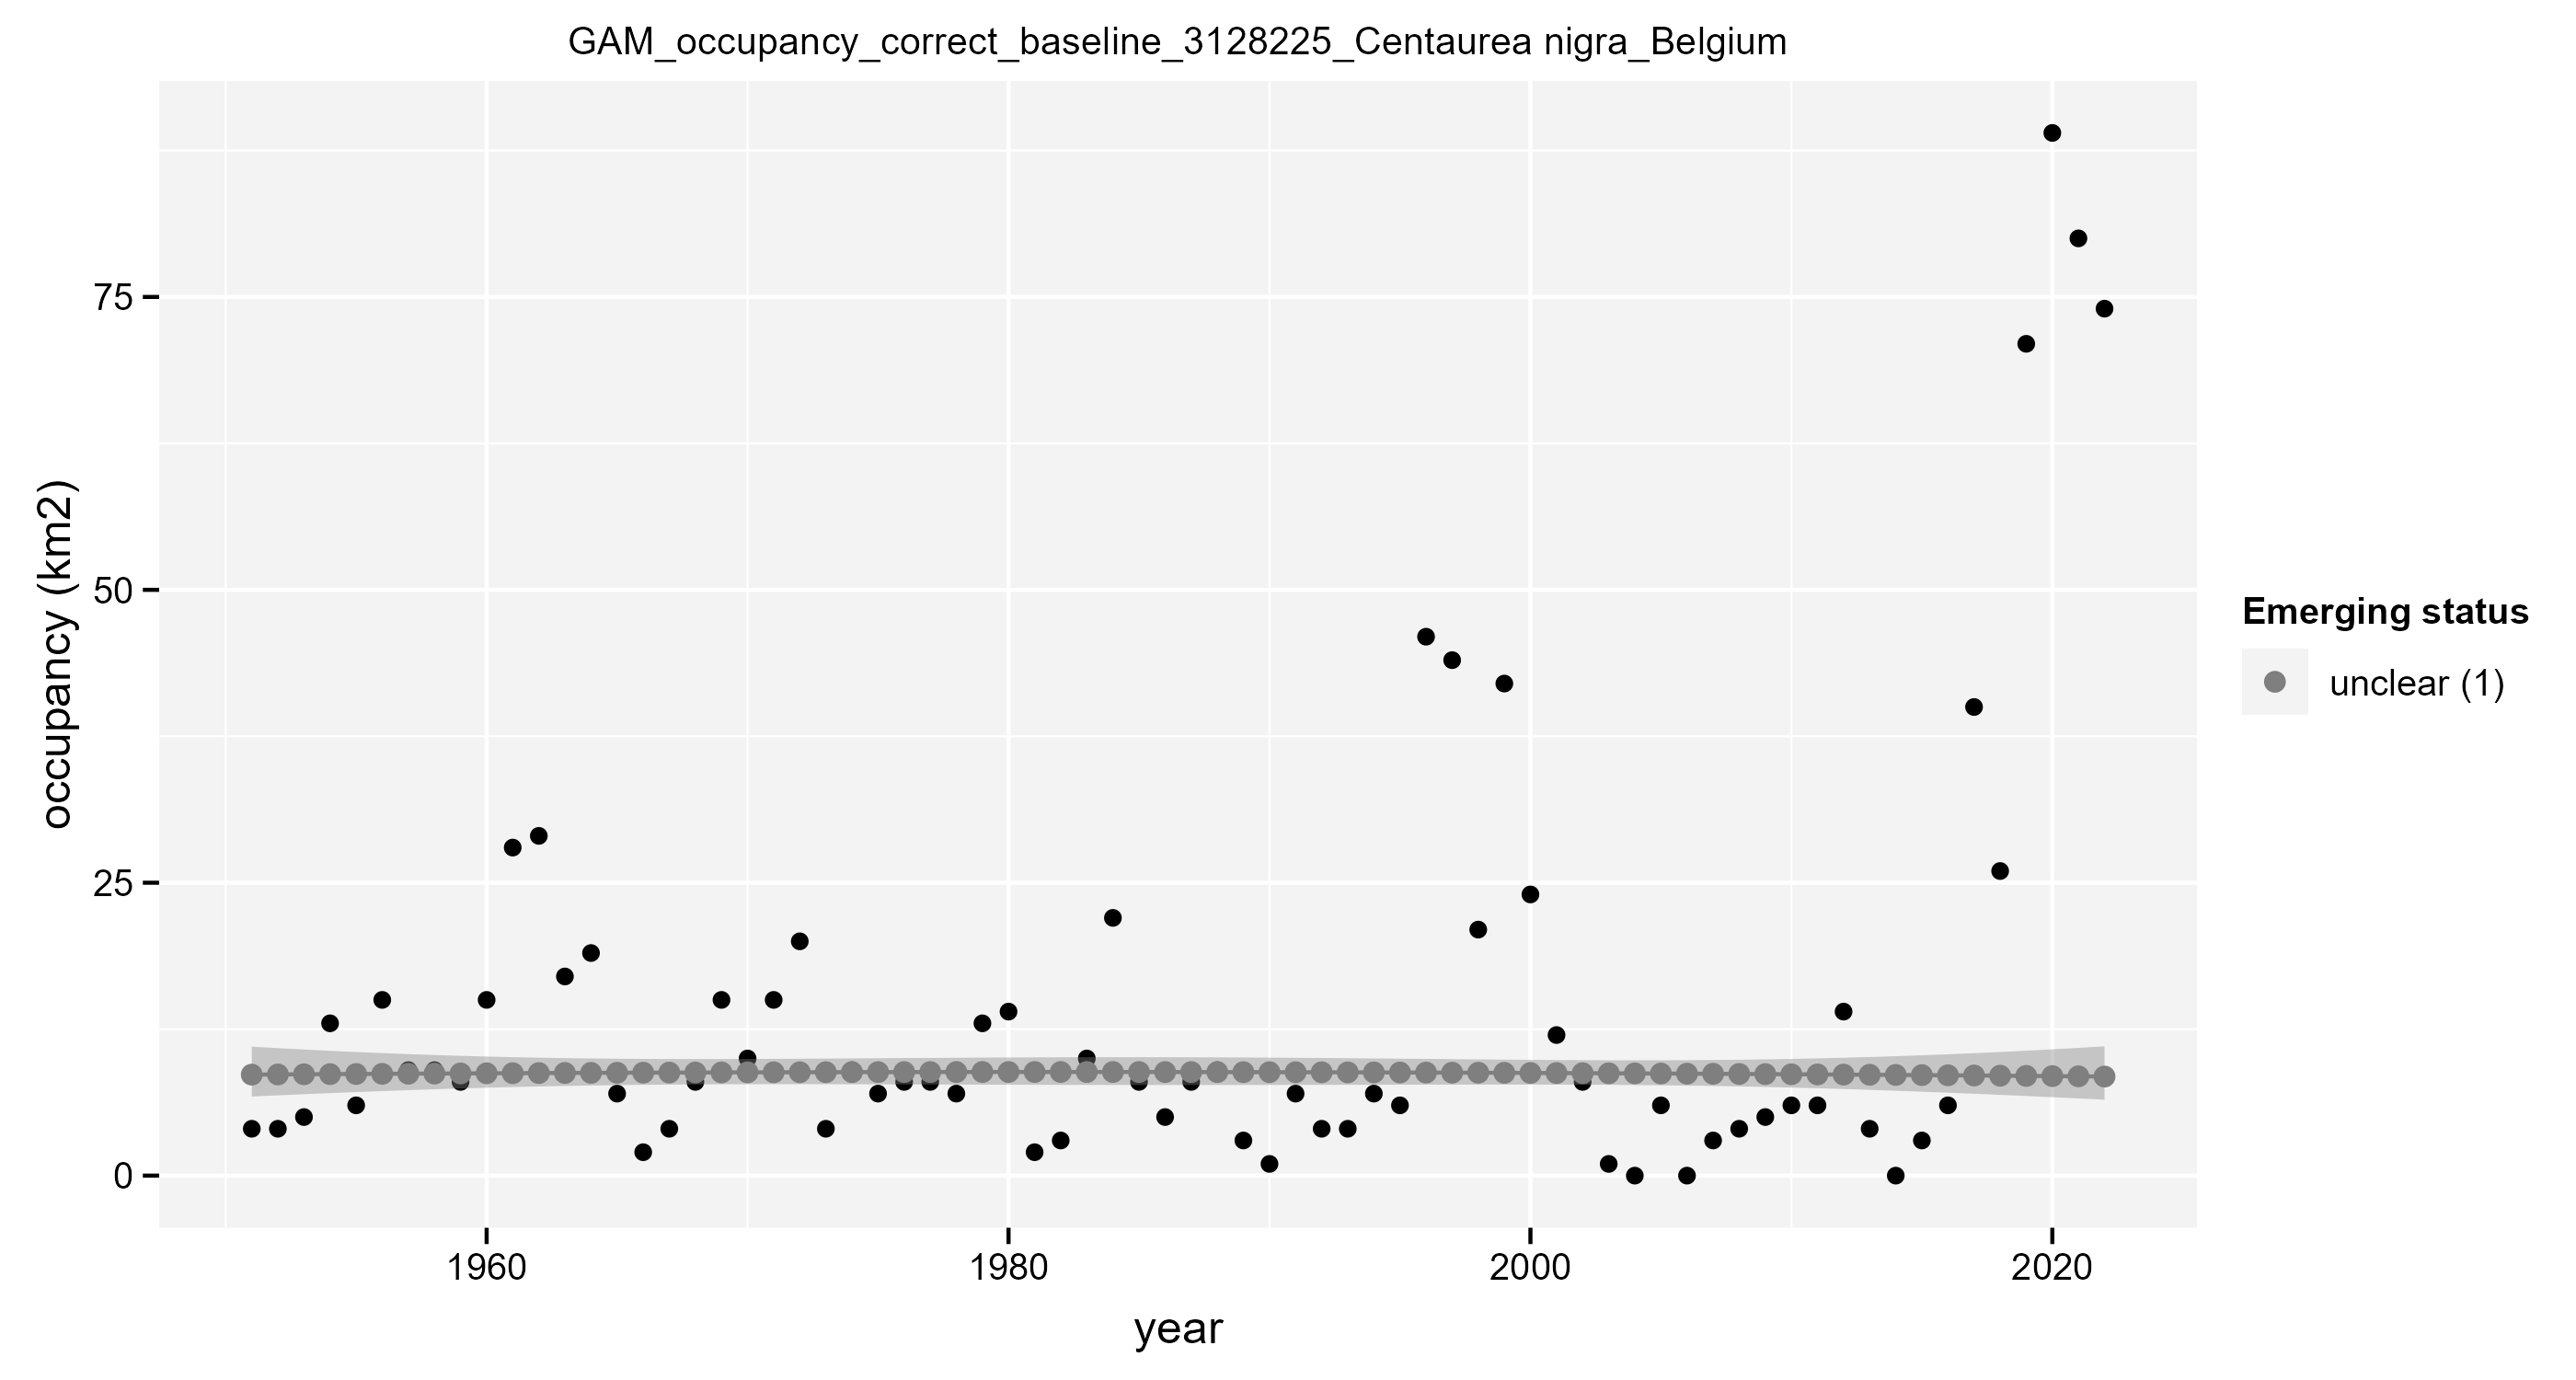 GAM_occupancy_correct_baseline_3128225_Centaurea nigra_Belgium
occupancy (km2)
75
50
25
0
1960 1980 2000 2020
year
Emerging status
unclear (1)